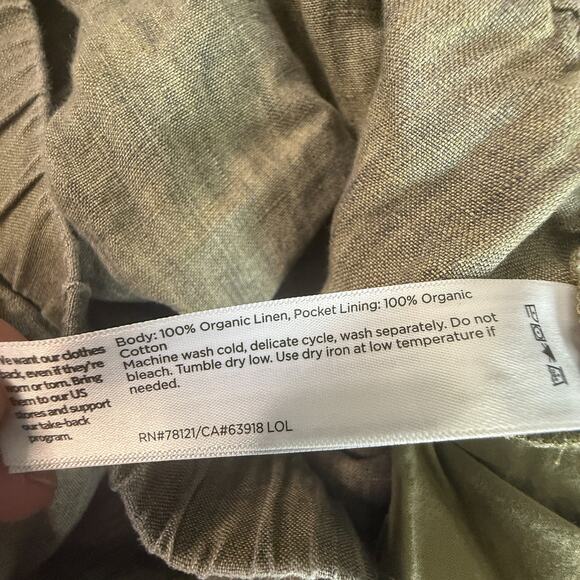 We want our clothes
back, even if they're
worn or torn. Bring
them to our US
stores and support
our take-back
program.
Body: 100% Organic Linen, Pocket Lining: 100% Organic
Cotton
Machine wash cold, delicate cycle, wash separately. Do not
bleach. Tumble dry low. Use dry iron at low temperature if
needed.
RN#78121/CA#63918 LOL